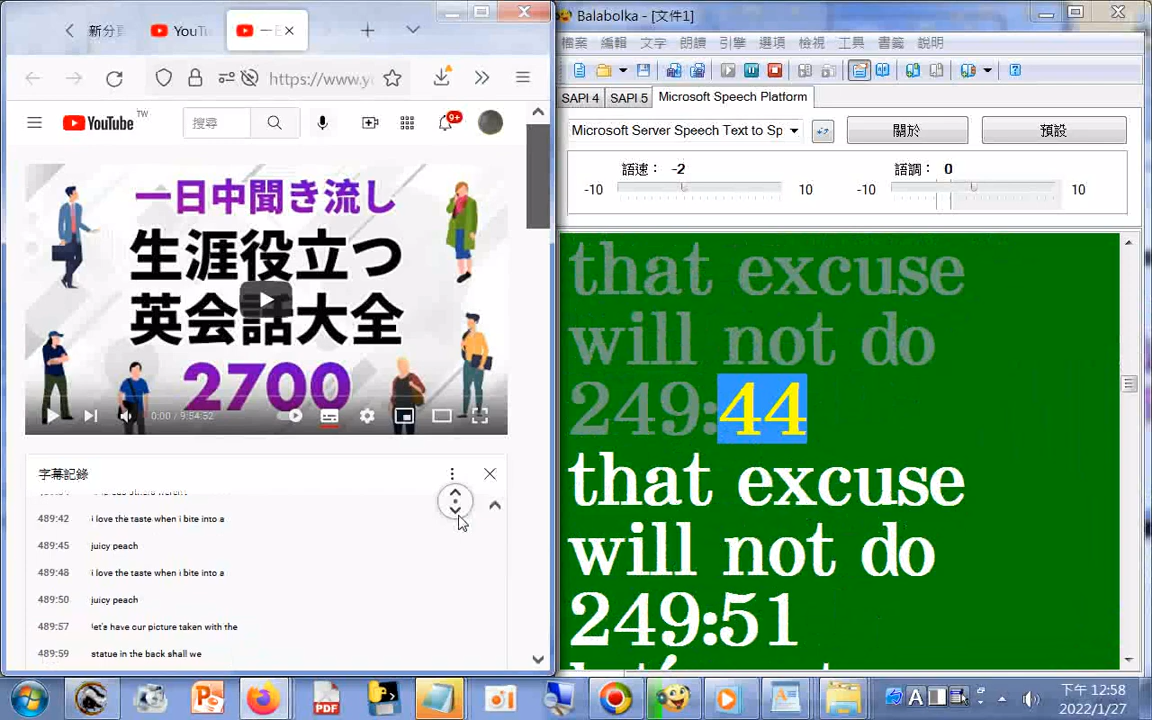 新分頁
YouTu
一日
https://www.yo
YouTube TW
搜尋
9+
一日中聞き流し
生涯役立つ
英会話大全
2700
0:00 / 9:54:52
字幕記錄
489:42 i love the taste when i bite into a
489:45 juicy peach
489:48 i love the taste when i bite into a
489:50 juicy peach
489:57 let's have our picture taken with the
489:59 statue in the back shall we
Balabolka - [文件1]
檔案 編輯 文字 朗讀 引擎 選項 檢視 工具 書籤 說明
SAPI 4 SAPI 5 Microsoft Speech Platform
Microsoft Server Speech Text to Sp
關於
預設
語速： -2
語調： 0
-10 10
-10 10
that excuse
will not do
249:44
that excuse
will not do
249:51
PDF
A
下午 12:58
2022/1/27